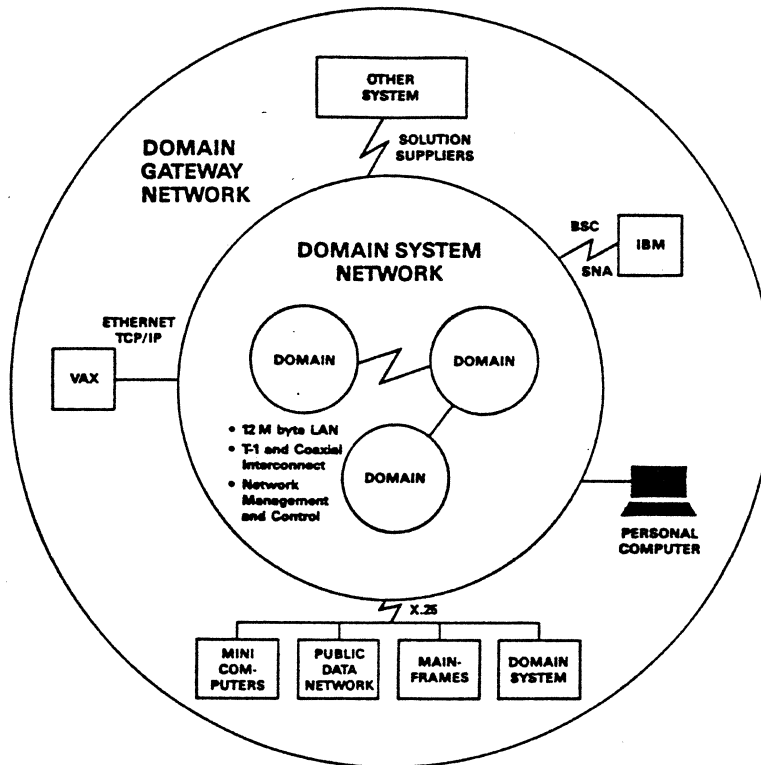 OTHER
SYSTEM
SOLUTION
SUPPLIERS
DOMAIN
GATEWAY
NETWORK
BSC
IBM
SNA
DOMAIN SYSTEM
NETWORK
ETHERNET
TCP/IP
VAX
DOMAIN
DOMAIN
• 12 M byte LAN
• T-1 and Coaxial
Interconnect
• Network
Management
and Control
DOMAIN
PERSONAL
COMPUTER
X.25
MINI
COM-
PUTERS
PUBLIC
DATA
NETWORK
MAIN-
FRAMES
DOMAIN
SYSTEM